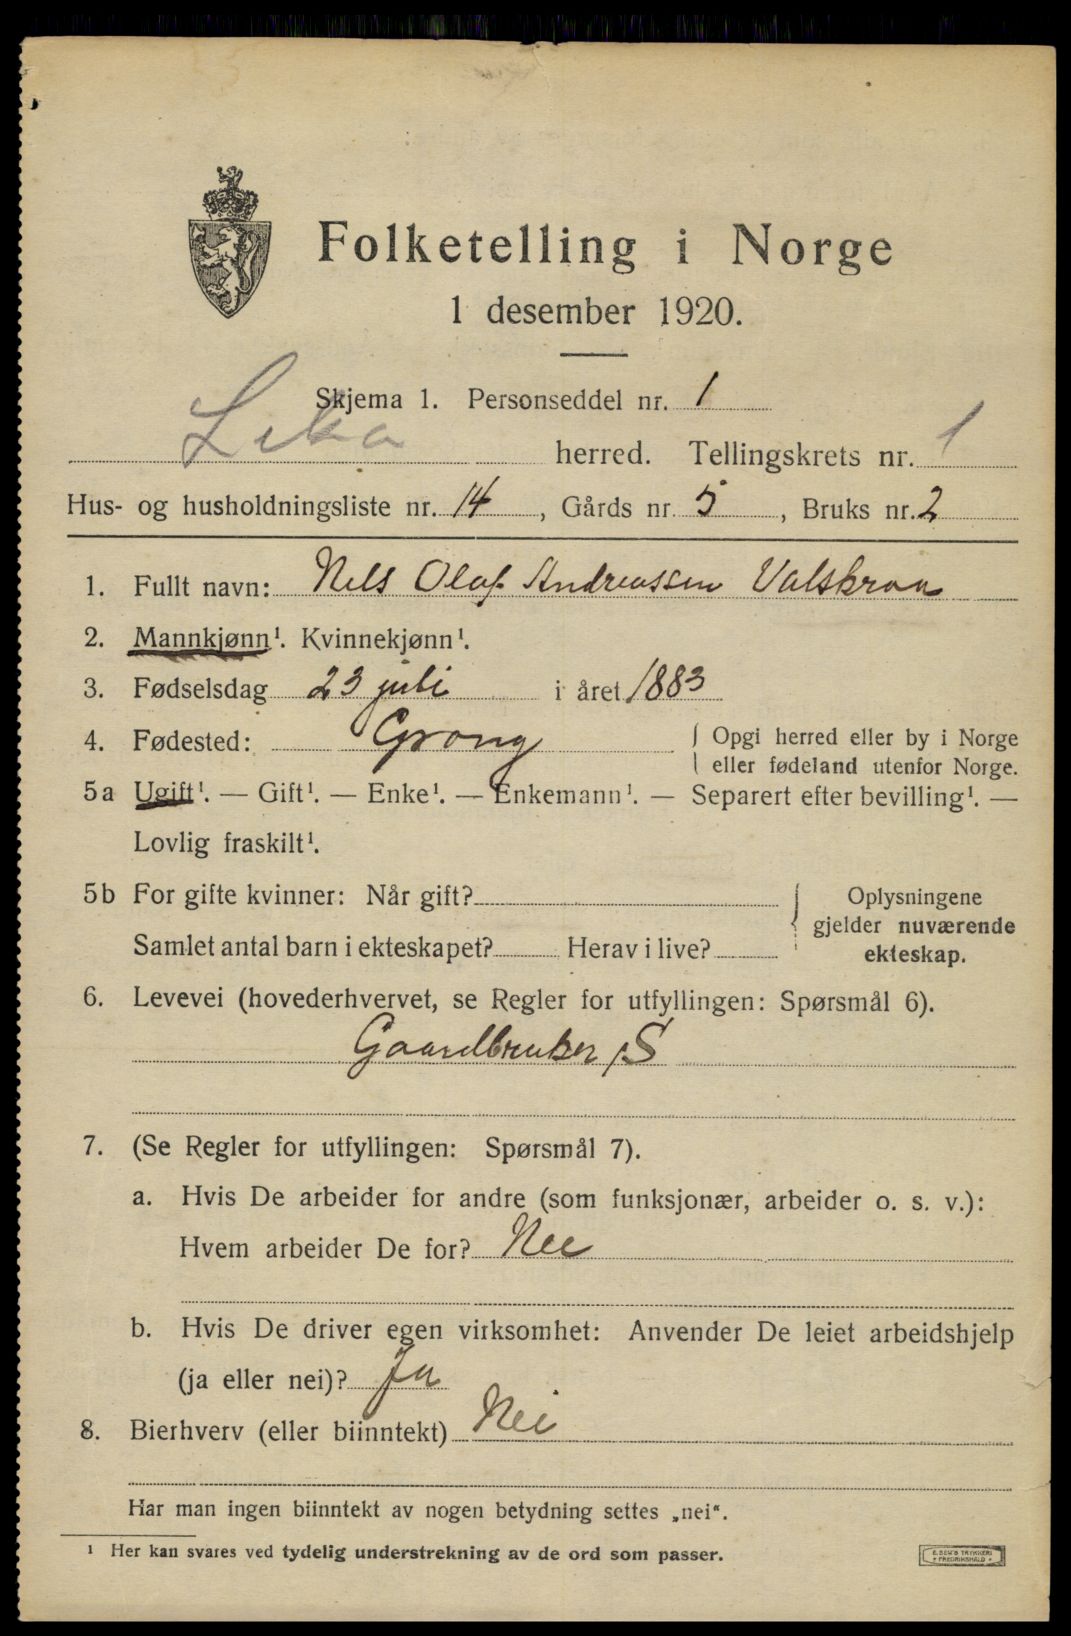 Folketelling i Norge
1 desember 1920.
Skjema 1. Personseddel nr. 1
Leka herred. Tellingskrets nr. 1
Hus- og husholdningsliste nr. 14, Gårds nr. 5, Bruks nr. 2
1. Fullt navn: Nils Olaf Andreassen Valskraa
2. Mannkjønn¹. Kvinnekjønn¹.
3. Fødselsdag 23 juli i året 1883
4. Fødested: Grong { Opgi herred eller by i Norge
eller fødeland utenfor Norge.
5a Ugift¹. — Gift¹. — Enke¹. — Enkemann¹. — Separert efter bevilling¹. —
Lovlig fraskilt¹.
5b For gifte kvinner: Når gift? } Oplysningene
gjelder nuværende
Samlet antal barn i ekteskapet? Herav i live? ekteskap.
6. Levevei (hovederhvervet, se Regler for utfyllingen: Spørsmål 6).
Gaardbruker, S
7. (Se Regler for utfyllingen: Spørsmål 7).
a. Hvis De arbeider for andre (som funksjonær, arbeider o. s. v.):
Hvem arbeider De for? Nei
b. Hvis De driver egen virksomhet: Anvender De leiet arbeidshjelp
(ja eller nei)? Ja
8. Bierhverv (eller biinntekt) Nei
Har man ingen biinntekt av nogen betydning settes „nei".
¹ Her kan svares ved tydelig understrekning av de ord som passer.
E. SEM'S TRYKKERI
• FREDRIKSHALD •